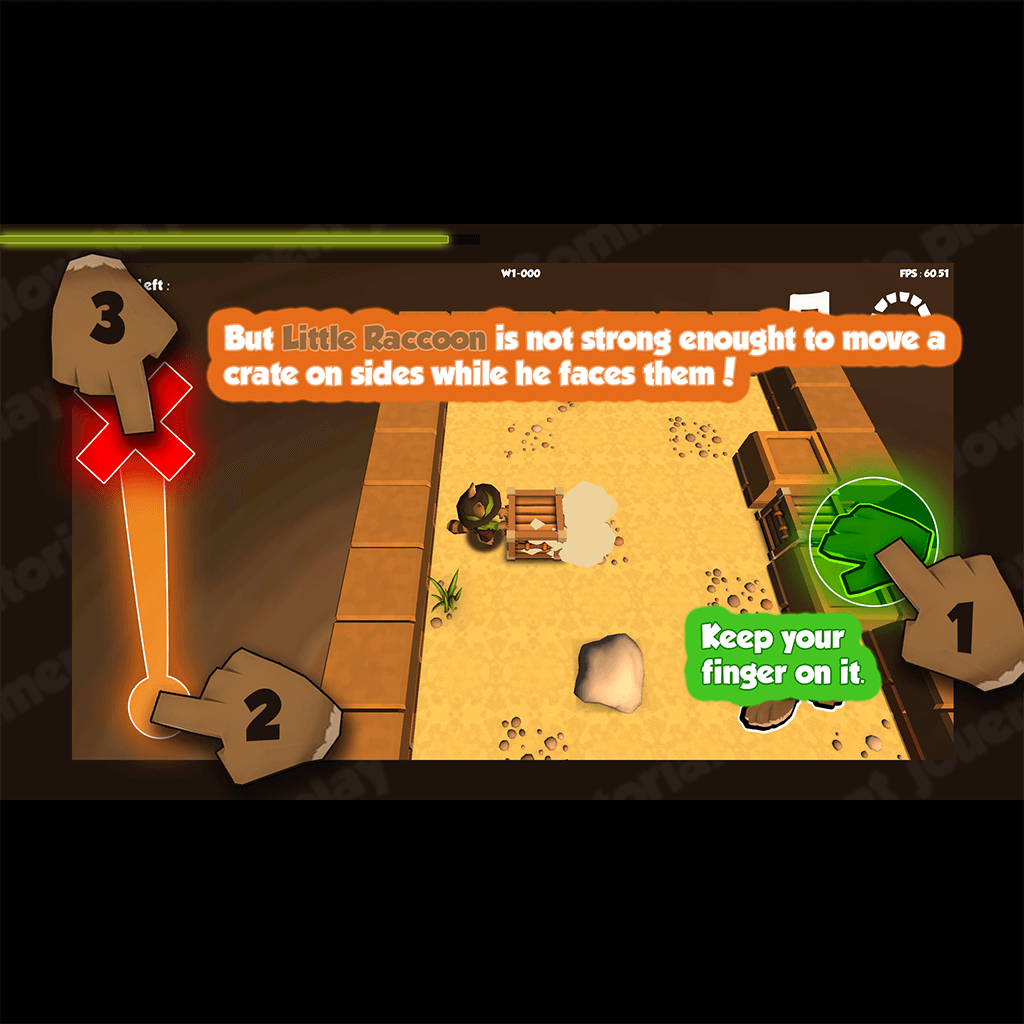 Left :
W1-000
FPS : 60 51
But Little Raccoon is not strong enought to move a
crate on sides while he faces them !
3
1
Keep your
finger on it.
2